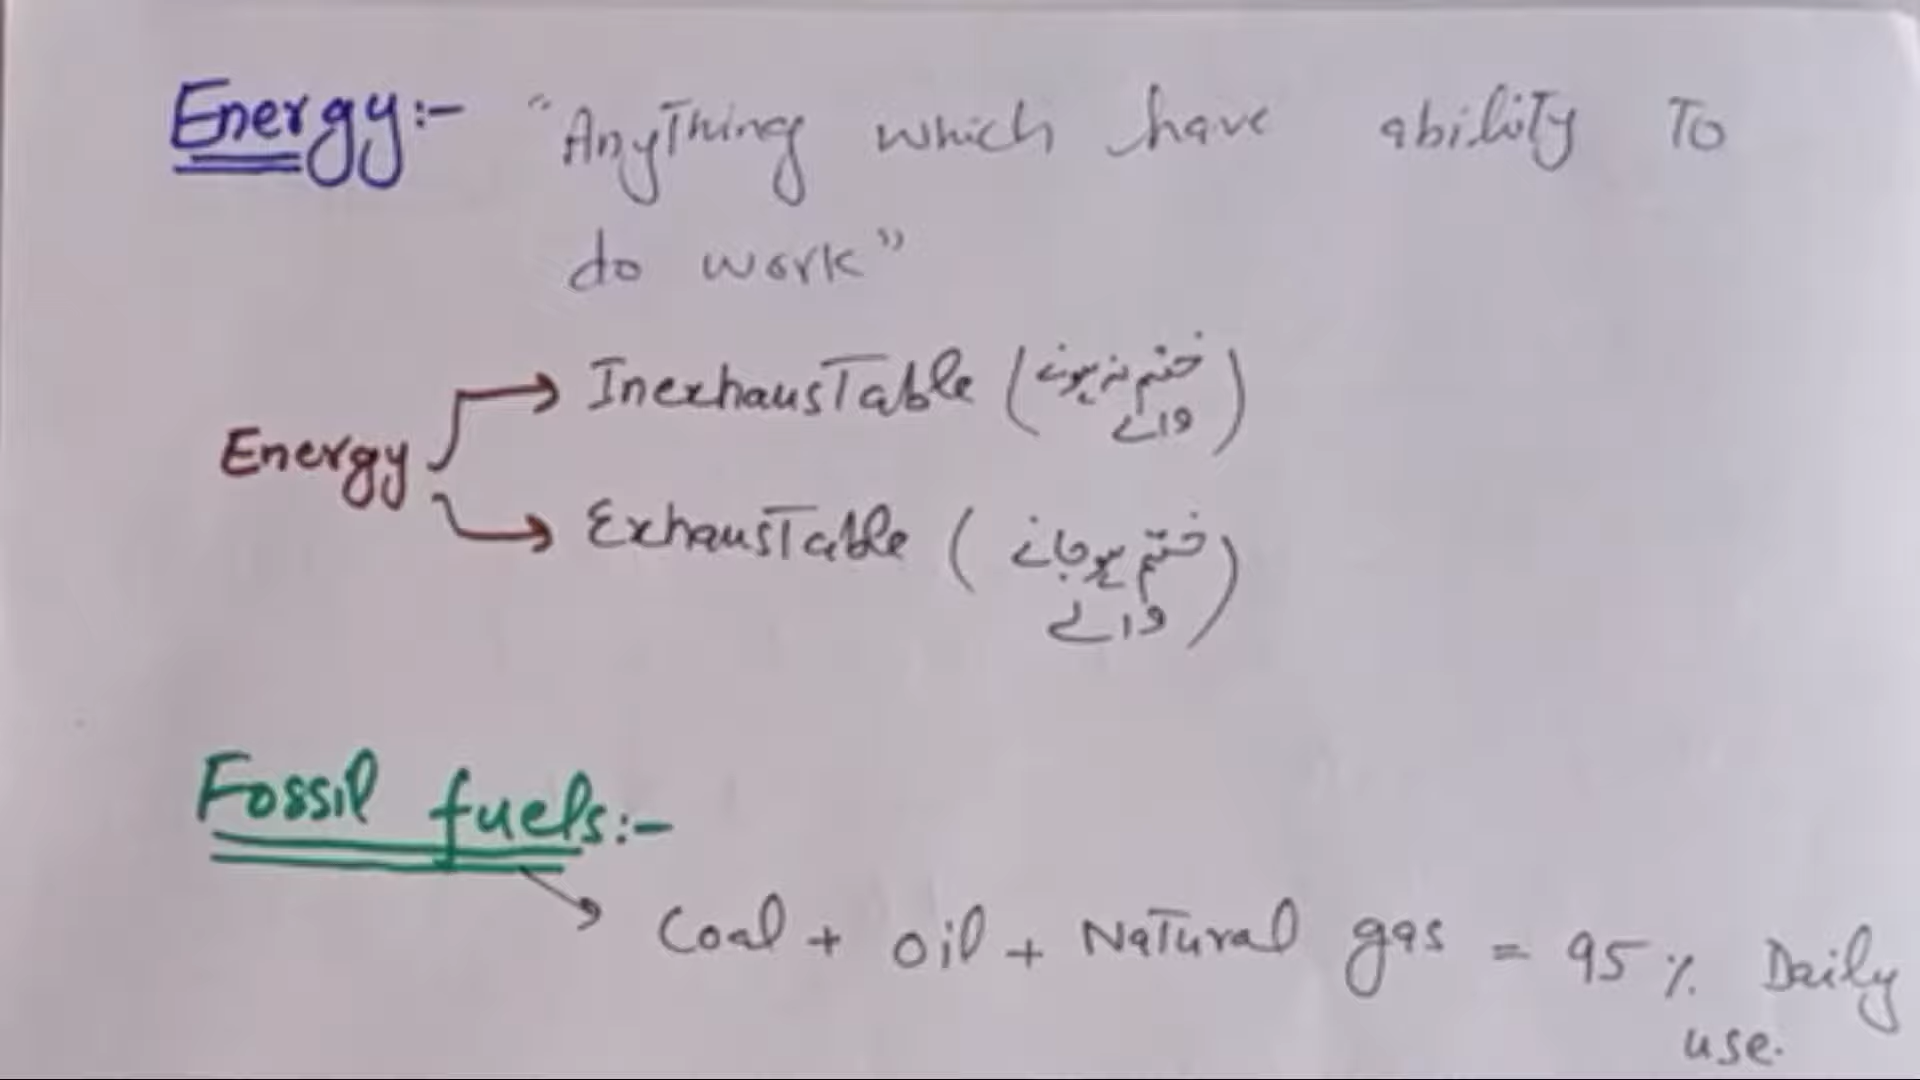 Energy:- "Anything which have ability To
do work"
Energy
Inexhaustable (ختم نہ ہونے
والے)
Exhaustable (ختم ہو جانے
والے)
Fossil fuels:-
Coal + oil + Natural gas = 95% Daily
use.